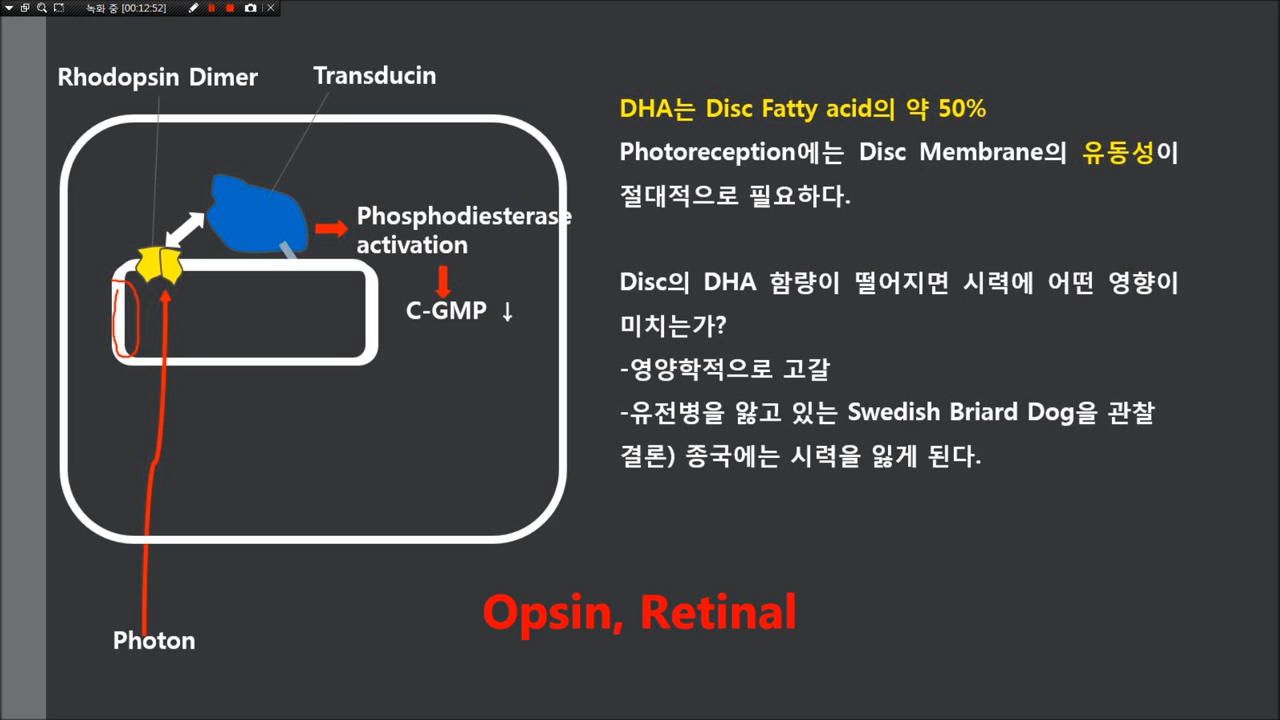 녹화 중 [00:12:52]
Rhodopsin Dimer
Transducin
Phosphodiesterase
activation
C-GMP ↓
Photon
DHA는 Disc Fatty acid의 약 50%
Photoreception에는 Disc Membrane의 유동성이
절대적으로 필요하다.
Disc의 DHA 함량이 떨어지면 시력에 어떤 영향이
미치는가?
-영양학적으로 고갈
-유전병을 앓고 있는 Swedish Briard Dog을 관찰
결론) 종국에는 시력을 잃게 된다.
Opsin, Retinal